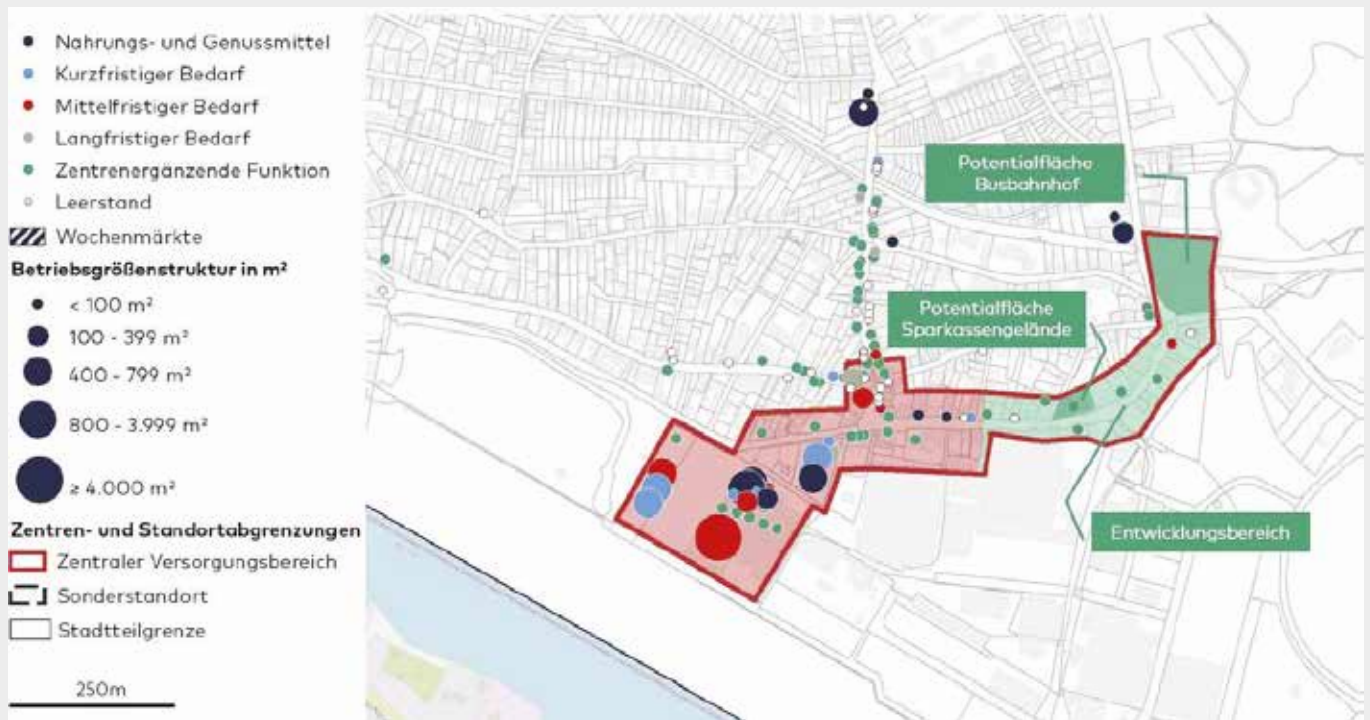 Nahrungs- und Genussmittel
Kurzfristiger Bedarf
Mittelfristiger Bedarf
Langfristiger Bedarf
Zentrenergänzende Funktion
Leerstand
Wochenmärkte
Betriebsgrößenstruktur in m²
< 100 m²
100 - 399 m²
400 - 799 m²
800 - 3.999 m²
≥ 4.000 m²
Zentren- und Standortabgrenzungen
Zentraler Versorgungsbereich
Sonderstandort
Stadtteilgrenze
250m
Potentialfläche
Busbahnhof
Potentialfläche
Sparkassengelände
Entwicklungsbereich